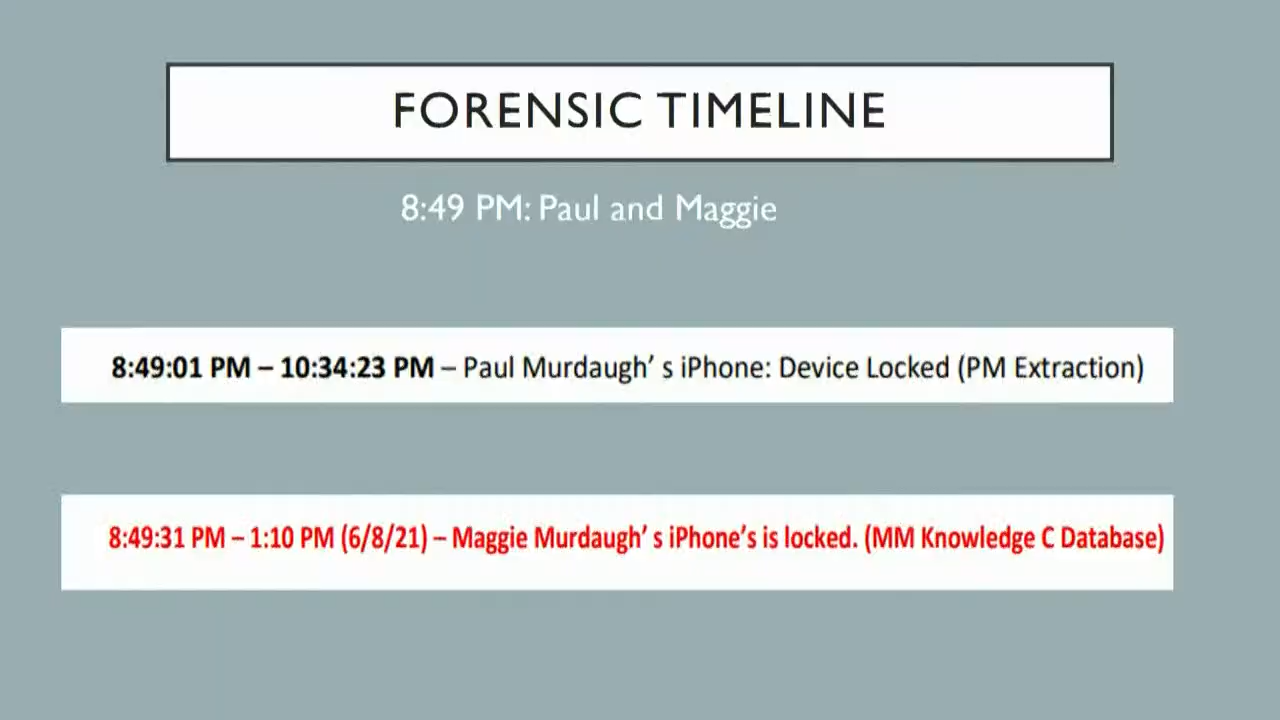 FORENSIC TIMELINE
8:49 PM: Paul and Maggie
8:49:01 PM – 10:34:23 PM – Paul Murdaugh’ s iPhone: Device Locked (PM Extraction)
8:49:31 PM – 1:10 PM (6/8/21) – Maggie Murdaugh’ s iPhone’s is locked. (MM Knowledge C Database)